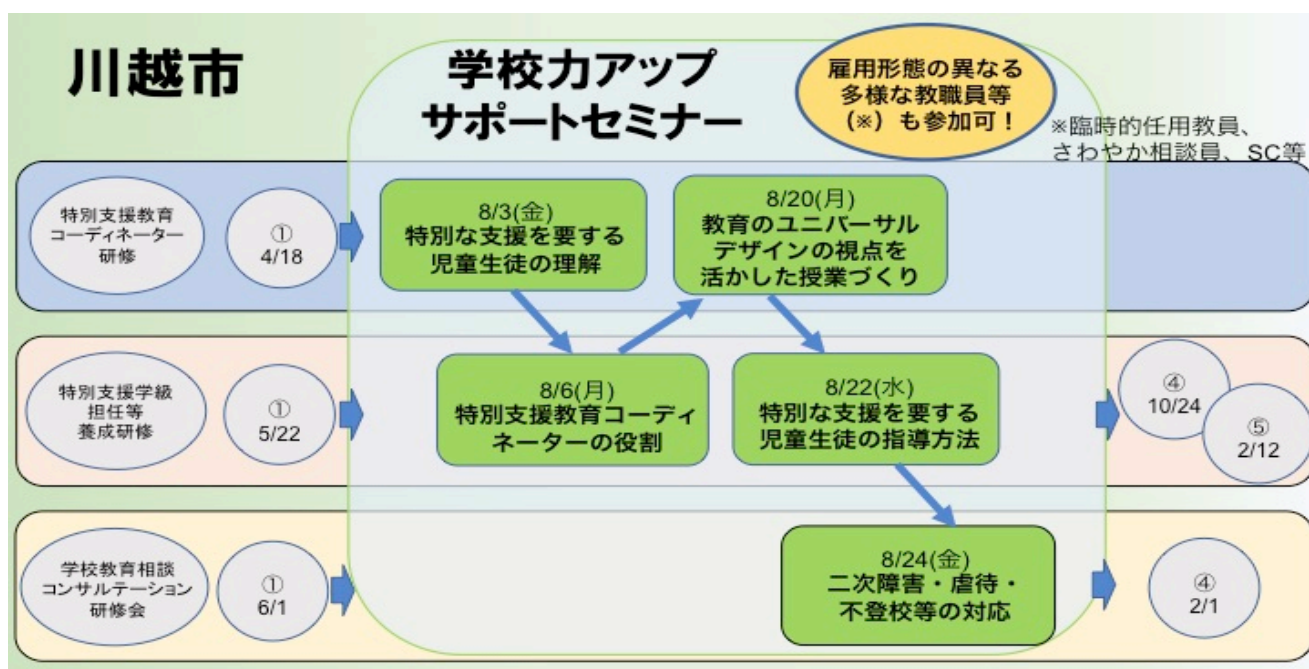 川越市
学校力アップ
サポートセミナー
雇用形態の異なる
多様な教職員等
(※)も参加可！
※臨時的任用教員、
さわやか相談員、SC等
特別支援教育
コーディネーター
研修
①
4/18
8/3(金)
特別な支援を要する
児童生徒の理解
8/20(月)
教育のユニバーサル
デザインの視点を
活かした授業づくり
特別支援学級
担任等
養成研修
①
5/22
8/6(月)
特別支援教育コーディ
ネーターの役割
8/22(水)
特別な支援を要する
児童生徒の指導方法
④
10/24
⑤
2/12
学校教育相談
コンサルテーション
研修会
①
6/1
8/24(金)
二次障害・虐待・
不登校等の対応
④
2/1